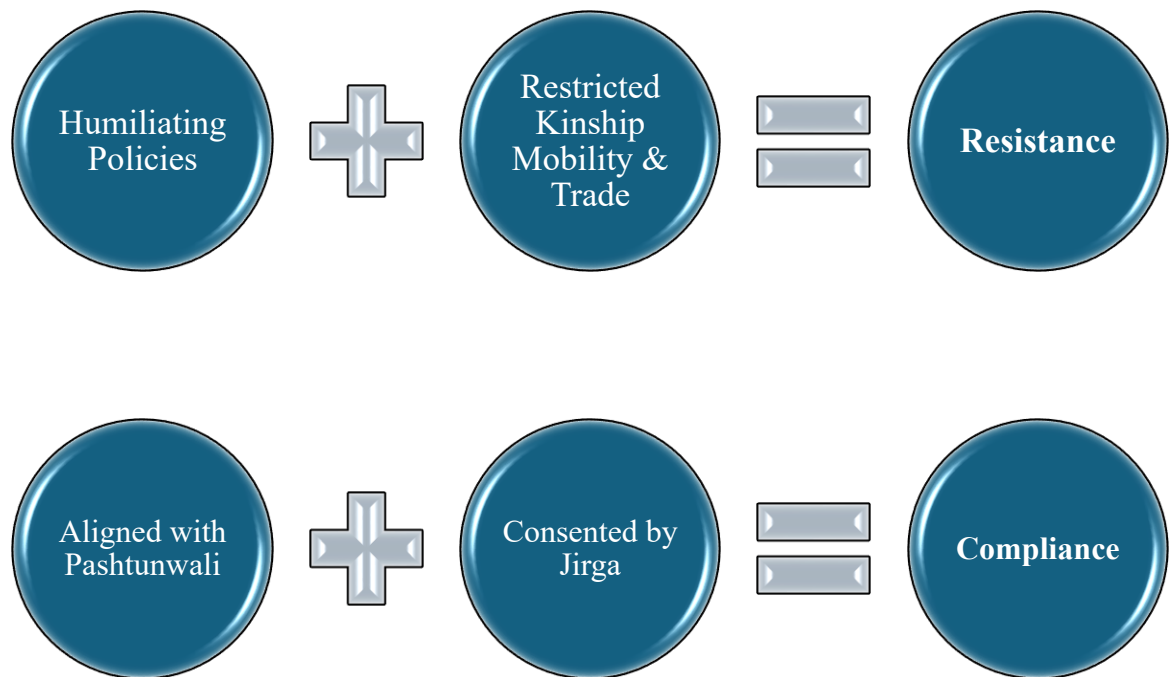 Humiliating
Policies
Restricted
Kinship
Mobility &
Trade
Resistance
Aligned with
Pashtunwali
Consented by
Jirga
Compliance